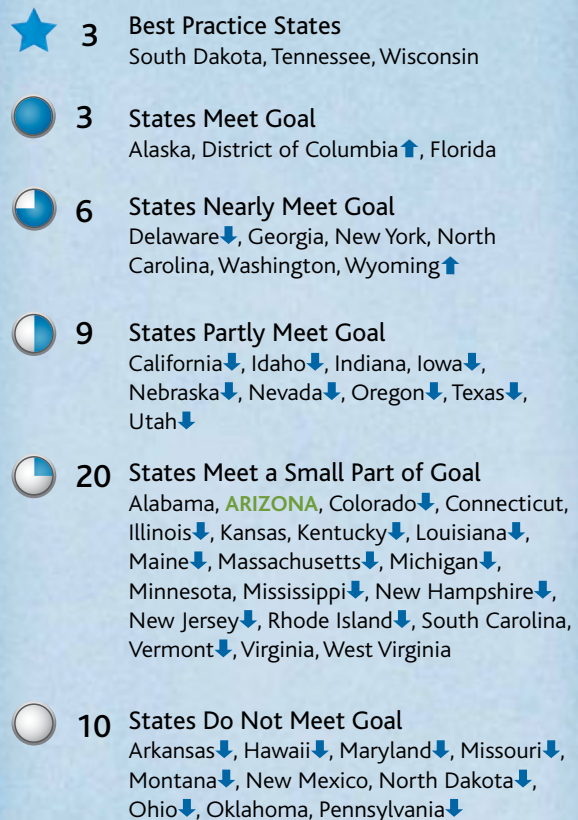 3 Best Practice States
South Dakota, Tennessee, Wisconsin
3 States Meet Goal
Alaska, District of Columbia⬆, Florida
6 States Nearly Meet Goal
Delaware⬇, Georgia, New York, North
Carolina, Washington, Wyoming⬆
9 States Partly Meet Goal
California⬇, Idaho⬇, Indiana, Iowa⬇,
Nebraska⬇, Nevada⬇, Oregon⬇, Texas⬇,
Utah⬇
20 States Meet a Small Part of Goal
Alabama, ARIZONA, Colorado⬇, Connecticut,
Illinois⬇, Kansas, Kentucky⬇, Louisiana⬇,
Maine⬇, Massachusetts⬇, Michigan⬇,
Minnesota, Mississippi⬇, New Hampshire⬇,
New Jersey⬇, Rhode Island⬇, South Carolina,
Vermont⬇, Virginia, West Virginia
10 States Do Not Meet Goal
Arkansas⬇, Hawaii⬇, Maryland⬇, Missouri⬇,
Montana⬇, New Mexico, North Dakota⬇,
Ohio⬇, Oklahoma, Pennsylvania⬇